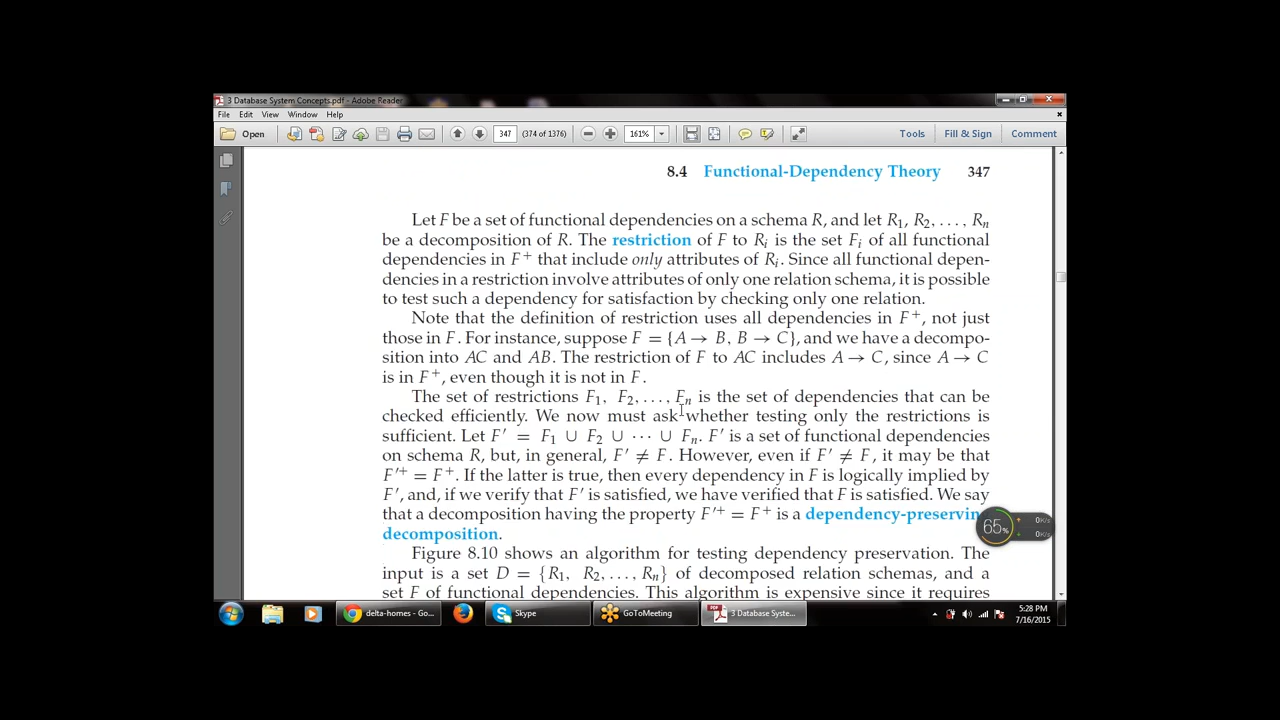 3 Database System Concepts.pdf - Adobe Reader
File Edit View Window Help
Open 347 (374 of 1376) 161% Tools Fill & Sign Comment
8.4 Functional-Dependency Theory 347
Let F be a set of functional dependencies on a schema R, and let R₁, R₂, . . . , Rₙ
be a decomposition of R. The restriction of F to Rᵢ is the set Fᵢ of all functional
dependencies in F⁺ that include only attributes of Rᵢ. Since all functional depen-
dencies in a restriction involve attributes of only one relation schema, it is possible
to test such a dependency for satisfaction by checking only one relation.
Note that the definition of restriction uses all dependencies in F⁺, not just
those in F. For instance, suppose F = {A → B, B → C}, and we have a decompo-
sition into AC and AB. The restriction of F to AC includes A → C, since A → C
is in F⁺, even though it is not in F.
The set of restrictions F₁, F₂, . . . , Fₙ is the set of dependencies that can be
checked efficiently. We now must ask whether testing only the restrictions is
sufficient. Let F′ = F₁ ∪ F₂ ∪ ··· ∪ Fₙ. F′ is a set of functional dependencies
on schema R, but, in general, F′ ≠ F. However, even if F′ ≠ F, it may be that
F′⁺ = F⁺. If the latter is true, then every dependency in F is logically implied by
F′, and, if we verify that F′ is satisfied, we have verified that F is satisfied. We say
that a decomposition having the property F′⁺ = F⁺ is a dependency-preservin
decomposition.
65% 0K/s
0K/s
Figure 8.10 shows an algorithm for testing dependency preservation. The
input is a set D = {R₁, R₂, . . . , Rₙ} of decomposed relation schemas, and a
set F of functional dependencies. This algorithm is expensive since it requires
delta-homes - Go... Skype GoToMeeting 3 Database Syste... 5:28 PM
7/16/2015